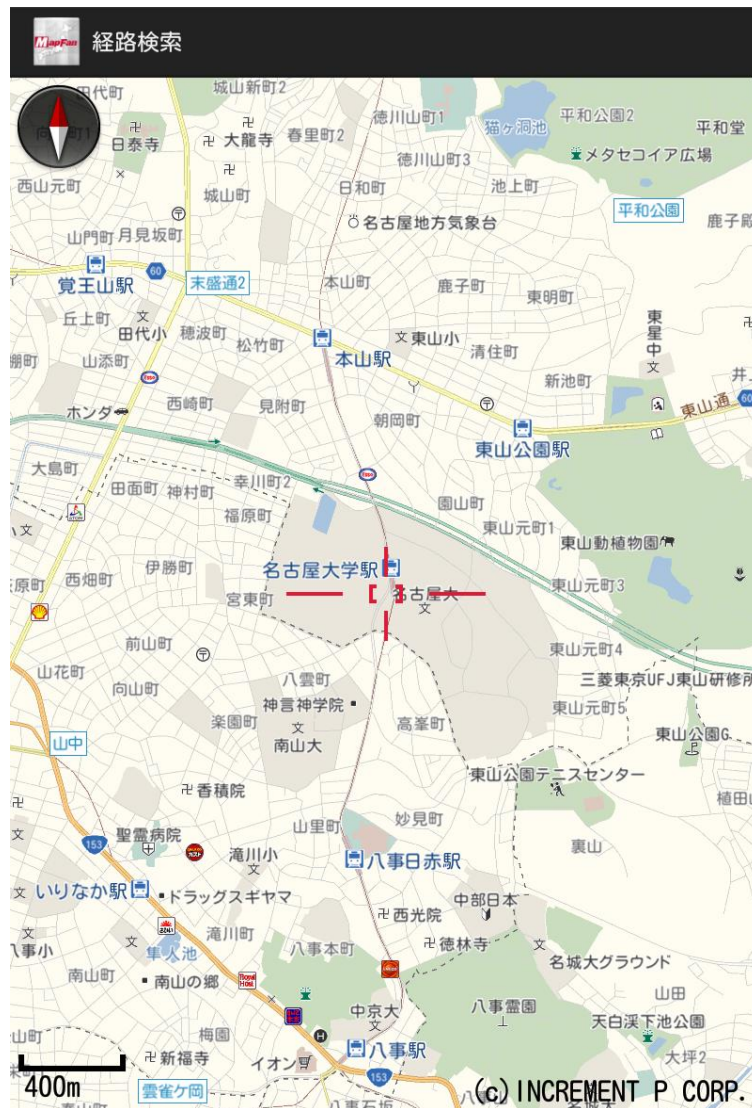 MapFan
経路検索
田代町
城山新町2
徳川山町1
平和公園2
平和堂
猫ヶ洞池
日泰寺
大龍寺
春里町2
メタセコイア広場
徳川山町3
西山元町
城山町
日和町
池上町
平和公園
名古屋地方気象台
鹿子殿
山門町
月見坂町
60
覚王山駅
末盛通2
本山町
鹿子町
東明町
丘上町
田代小
穂波町
松竹町
本山駅
東山小
清住町
東星中
山添町
新池町
井
ホンダ
西崎町
見附町
朝岡町
東山通
60
東山公園駅
大島町
田面町
神村町
幸川町2
福原町
園山町
東山元町1
東山動植物園
西畑町
伊勝町
名古屋大学駅
宮東町
名古屋大
東山元町3
前山町
東山元町4
山花町
向山町
八雲町
三菱東京UFJ東山研修所
神言神学院
楽園町
南山大
高峯町
東山元町5
東山公園G.
山中
東山公園テニスセンター
香積院
植田山
153
聖霊病院
山里町
妙見町
滝川小
裏山
八事日赤駅
いりなか駅
ドラッグスギヤマ
中部日本
西光院
滝川町
八事小
隼人池
八事本町
徳林寺
名城大グラウンド
南山町
南山の郷
Royal Host
山田
中京大
八事霊園
天白渓下池公園
梅園
八事駅
新福寺
イオン
大坪2
400m
雲雀ケ岡
153
八事石坂
(c)INCREMENT P CORP.